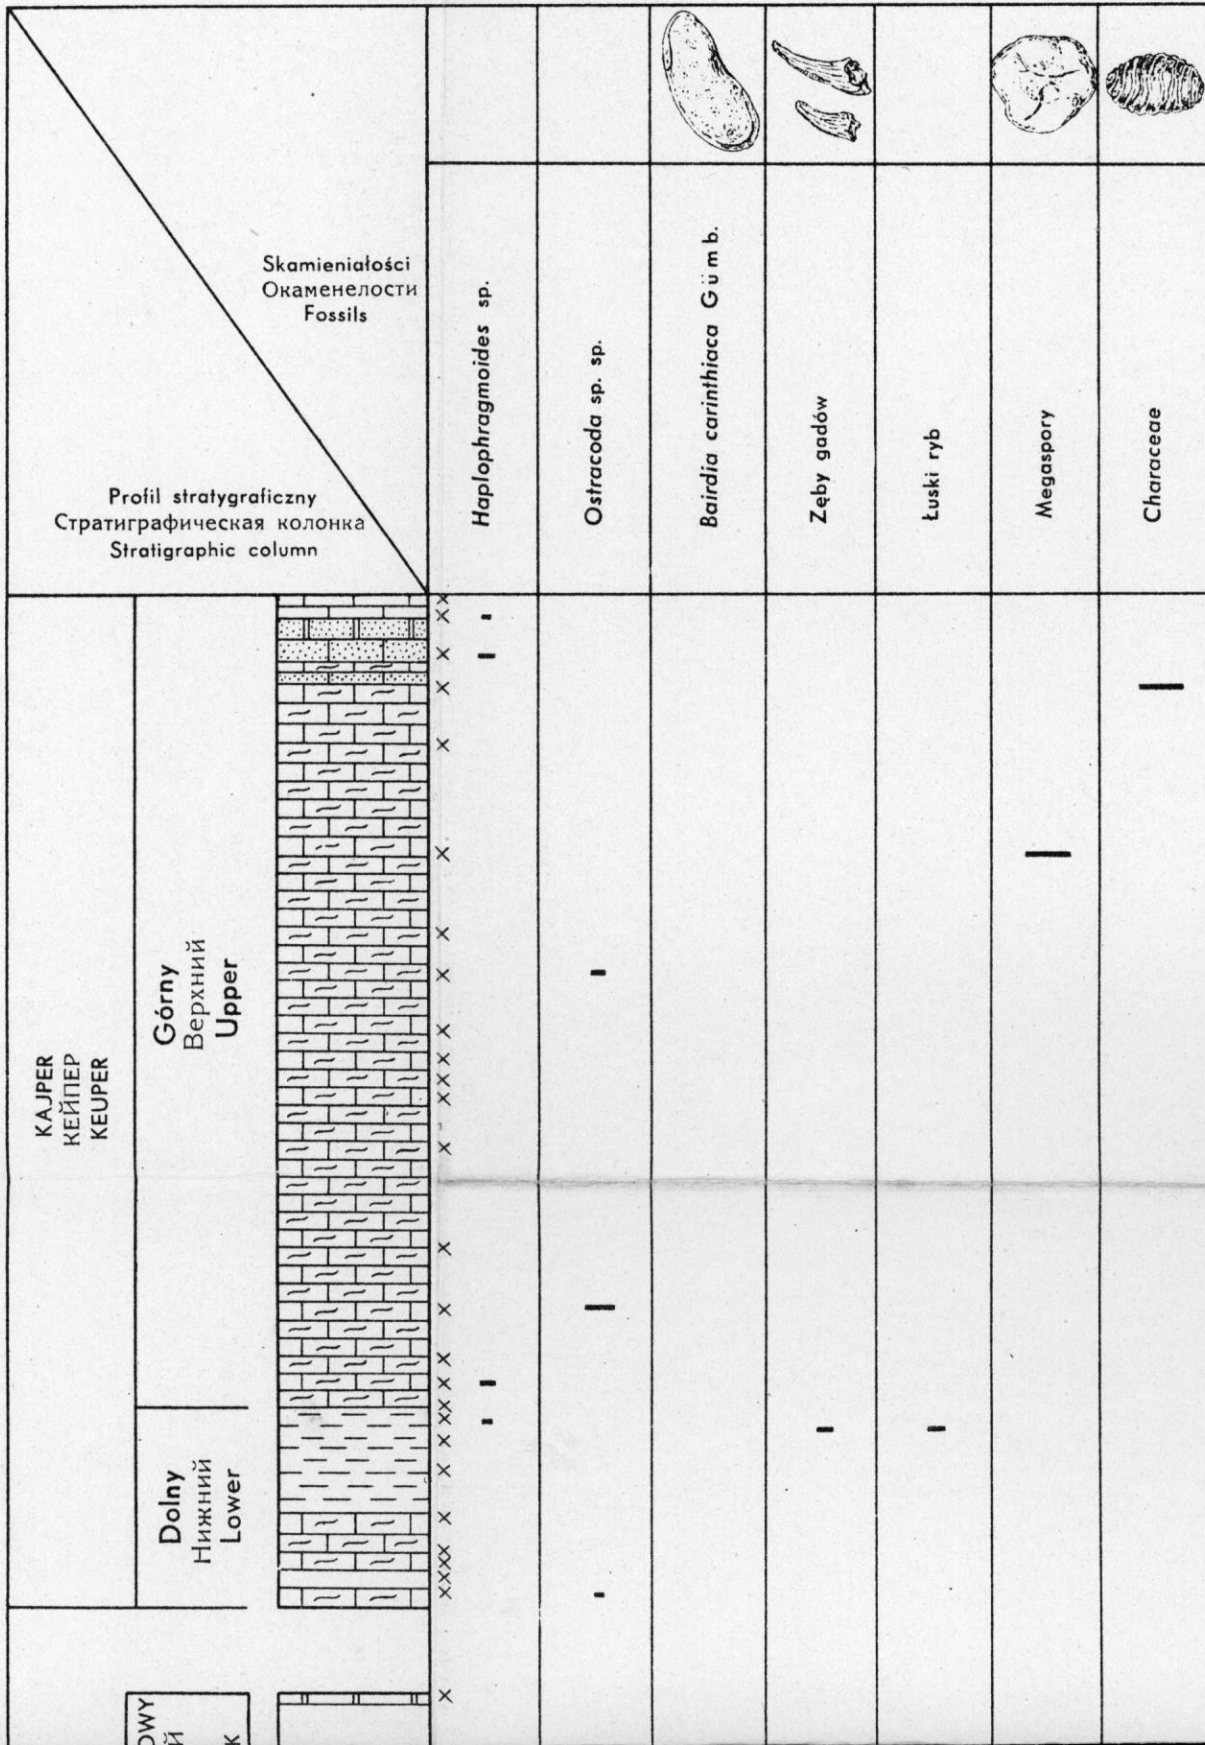 Skamieniałości
Окаменелости
Fossils
Profil stratygraficzny
Стратиграфическая колонка
Stratigraphic column
Haplophragmoides sp.
Ostracoda sp. sp.
Bairdia carinthiaca Gümb.
Zęby gadów
Łuski ryb
Megaspory
Characeae
KAJPER
КЕЙПЕР
KEUPER
Górny
Верхний
Upper
Dolny
Нижний
Lower